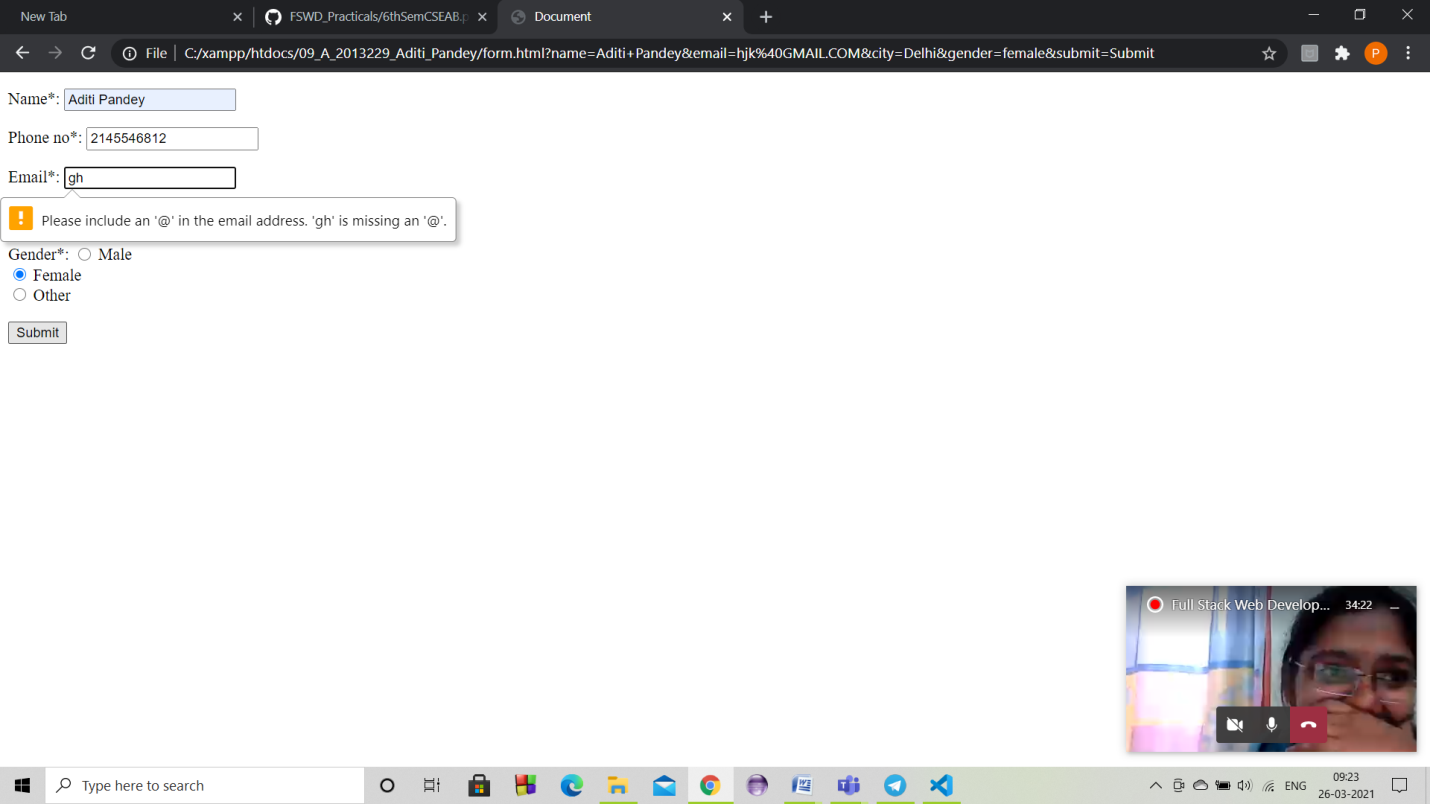 New Tab
FSWD_Practicals/6thSemCSEAB.p
Document
File
C:/xampp/htdocs/09_A_2013229_Aditi_Pandey/form.html?name=Aditi+Pandey&email=hjk%40GMAIL.COM&city=Delhi&gender=female&submit=Submit
P
Name*: Aditi Pandey
Phone no*: 2145546812
Email*: gh
Please include an '@' in the email address. 'gh' is missing an '@'.
Gender*: Male
Female
Other
Submit
Full Stack Web Develop... 34:22
Type here to search
ENG
09:23
26-03-2021